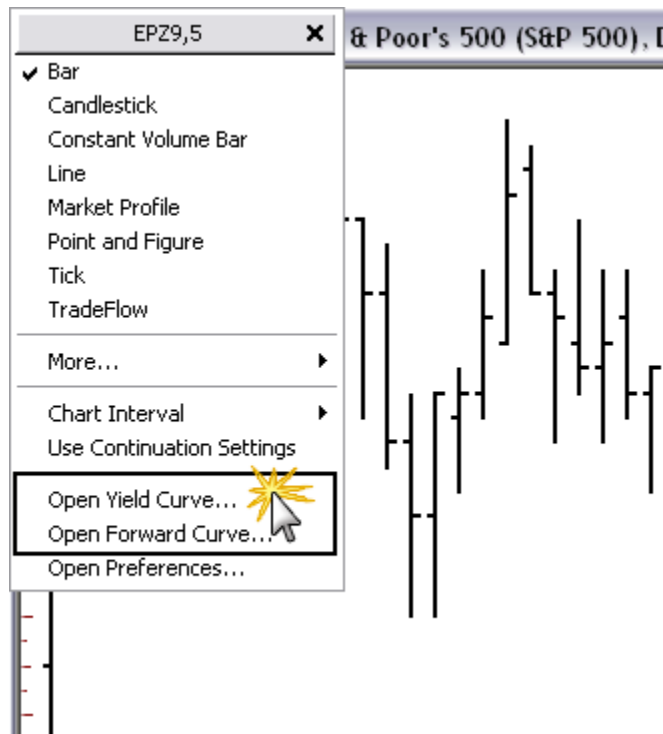 EPZ9,5
& Poor's 500 (S&P 500),
Bar
Candlestick
Constant Volume Bar
Line
Market Profile
Point and Figure
Tick
TradeFlow
More...
Chart Interval
Use Continuation Settings
Open Yield Curve...
Open Forward Curve...
Open Preferences...